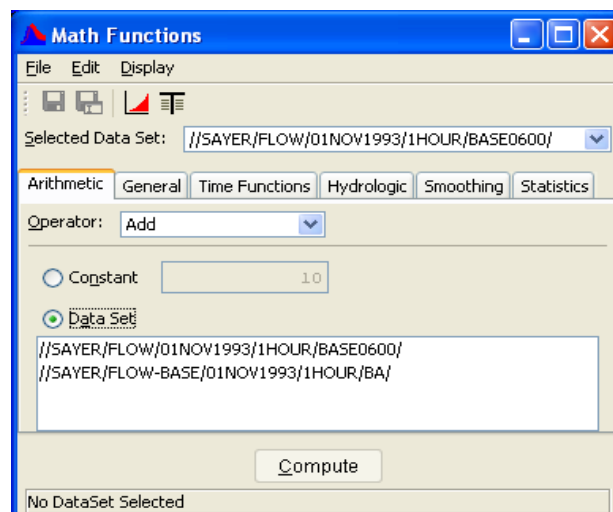 Math Functions
File Edit Display
Selected Data Set: //SAYER/FLOW/01NOV1993/1HOUR/BASE0600/
Arithmetic General Time Functions Hydrologic Smoothing Statistics
Operator: Add
Constant 10
Data Set
//SAYER/FLOW/01NOV1993/1HOUR/BASE0600/
//SAYER/FLOW-BASE/01NOV1993/1HOUR/BA/
Compute
No DataSet Selected